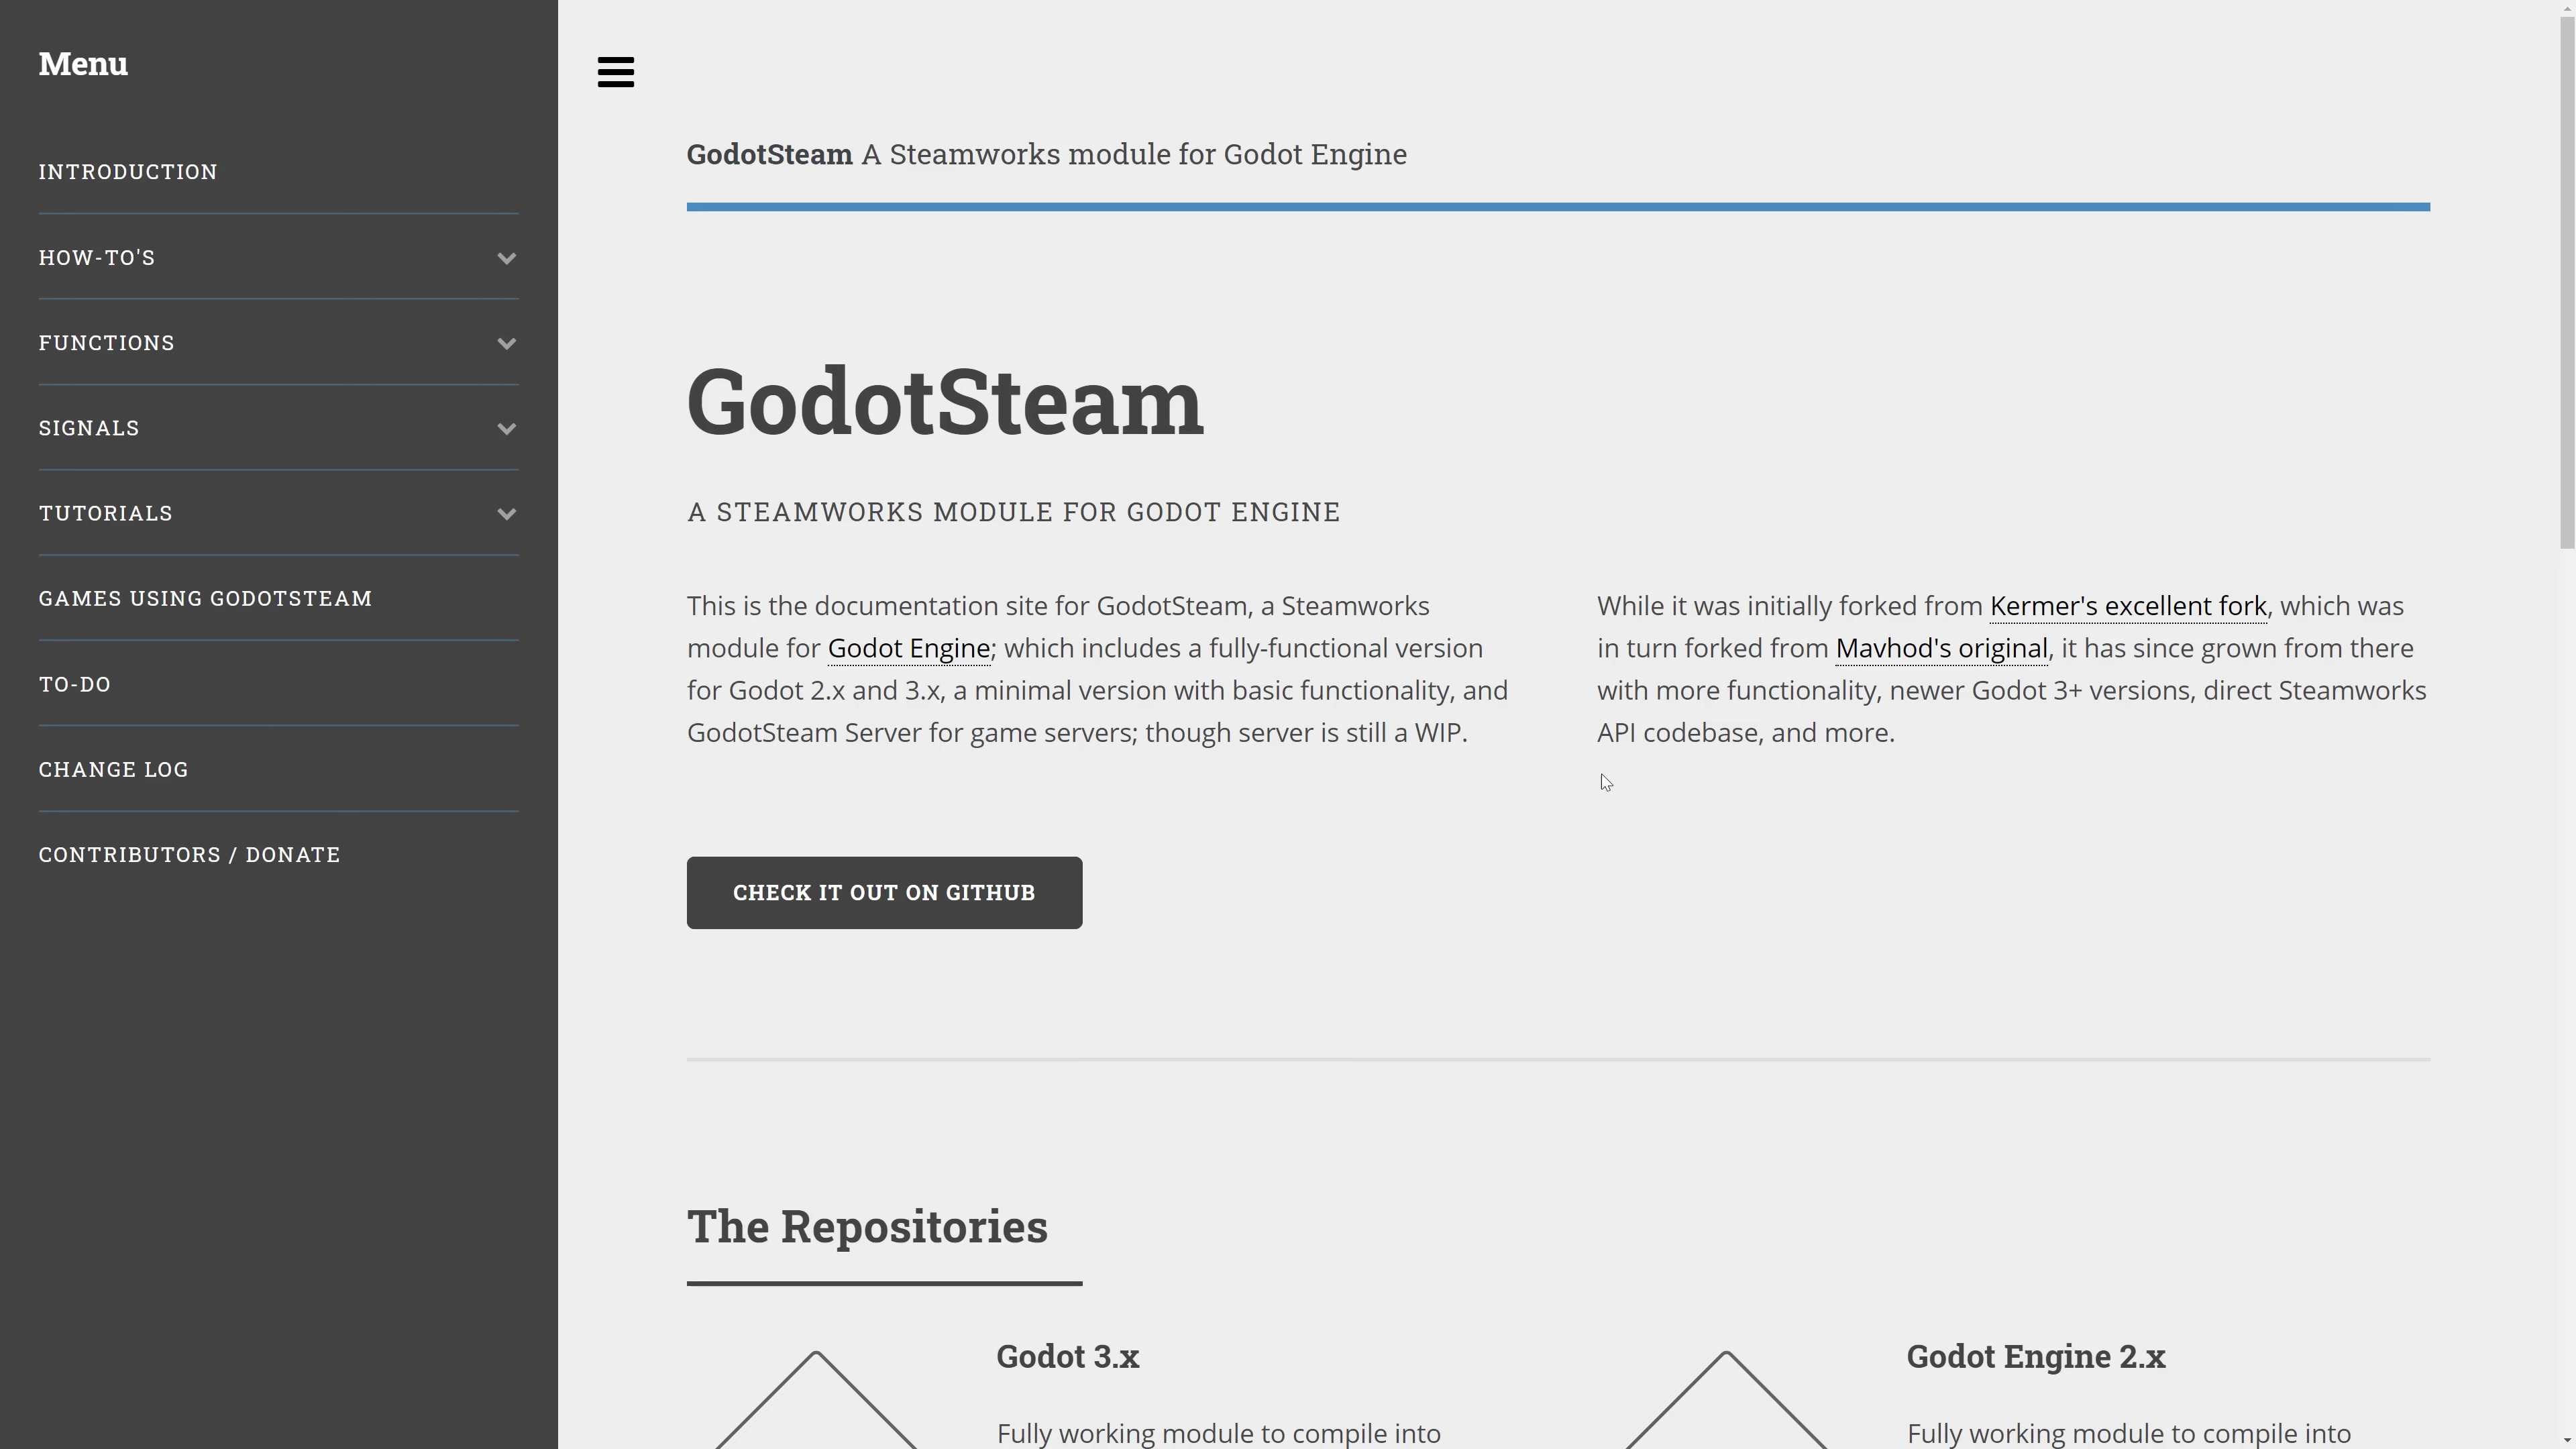 Menu
INTRODUCTION
HOW-TO'S
FUNCTIONS
SIGNALS
TUTORIALS
GAMES USING GODOTSTEAM
TO-DO
CHANGE LOG
CONTRIBUTORS / DONATE
GodotSteam A Steamworks module for Godot Engine
GodotSteam
A STEAMWORKS MODULE FOR GODOT ENGINE
This is the documentation site for GodotSteam, a Steamworks
module for Godot Engine; which includes a fully-functional version
for Godot 2.x and 3.x, a minimal version with basic functionality, and
GodotSteam Server for game servers; though server is still a WIP.
While it was initially forked from Kermer's excellent fork, which was
in turn forked from Mavhod's original, it has since grown from there
with more functionality, newer Godot 3+ versions, direct Steamworks
API codebase, and more.
CHECK IT OUT ON GITHUB
The Repositories
Godot 3.x
Fully working module to compile into
Godot Engine 2.x
Fully working module to compile into